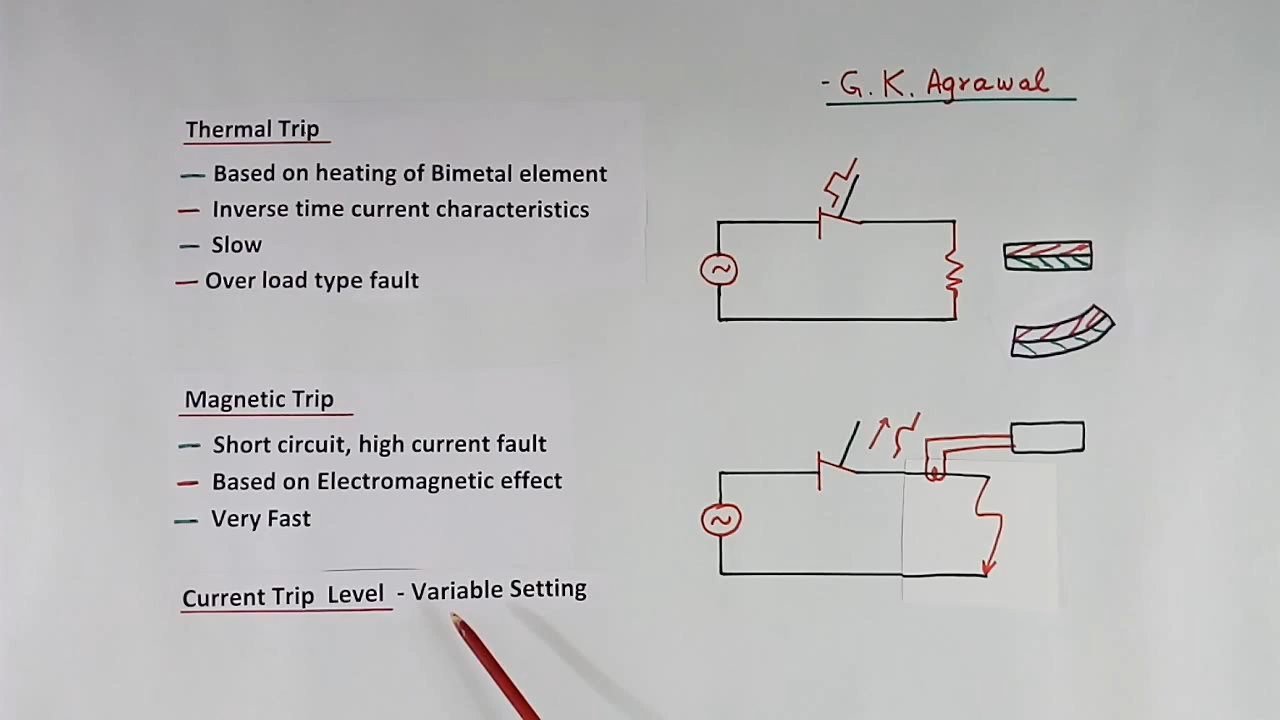 - G. K. Agrawal
Thermal Trip
— Based on heating of Bimetal element
— Inverse time current characteristics
— Slow
— Over load type fault
Magnetic Trip
— Short circuit, high current fault
— Based on Electromagnetic effect
— Very Fast
Current Trip Level - Variable Setting